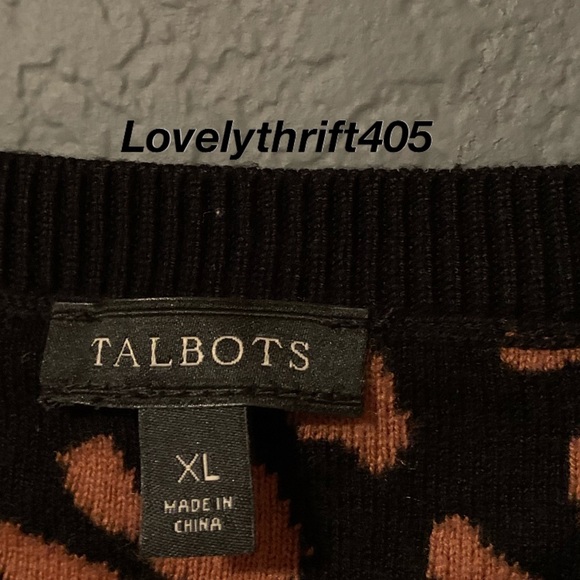 Lovelythrift405
TALBOTS
XL
MADE IN
CHINA